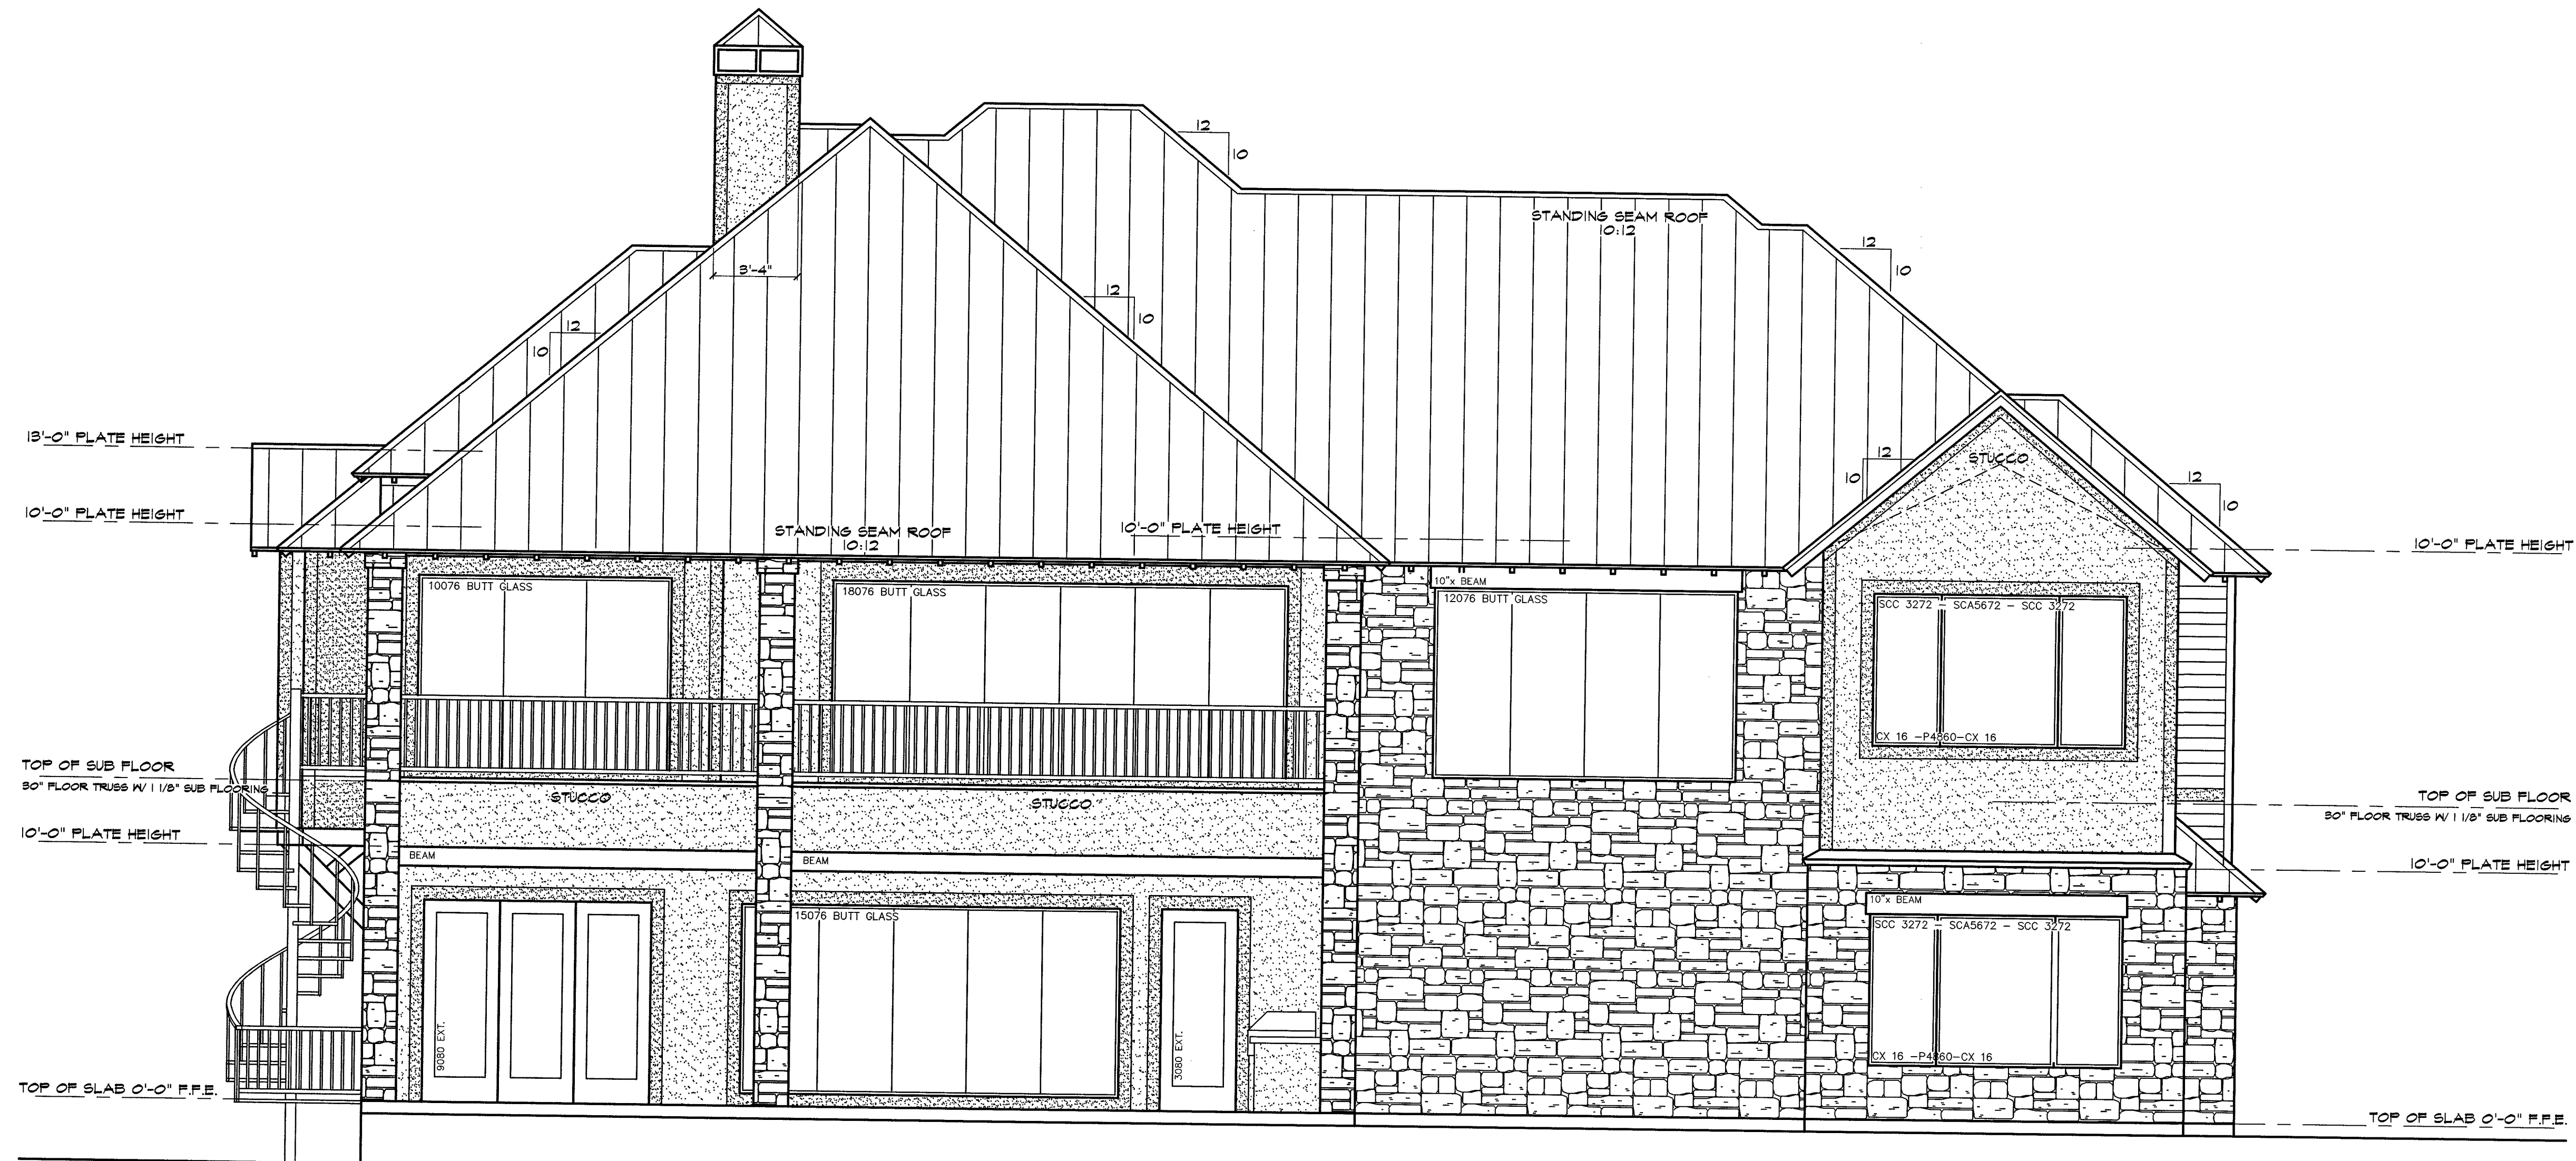 12
10
STANDING SEAM ROOF
10:12
12
10
3'-4"
12
10
12
10
13'-0" PLATE HEIGHT
12
10
STUCCO
12
10
10'-0" PLATE HEIGHT
STANDING SEAM ROOF
10:12
10'-0" PLATE HEIGHT
10'-0" PLATE HEIGHT
10076 BUTT GLASS
18076 BUTT GLASS
10"x BEAM
12076 BUTT GLASS
SCC 3272 – SCA5672 – SCC 3272
CX 16 –P4860–CX 16
TOP OF SUB FLOOR
30" FLOOR TRUSS W/ 1 1/8" SUB FLOORING
STUCCO
STUCCO
TOP OF SUB FLOOR
30" FLOOR TRUSS W/ 1 1/8" SUB FLOORING
10'-0" PLATE HEIGHT
BEAM
BEAM
10'-0" PLATE HEIGHT
15076 BUTT GLASS
10"x BEAM
SCC 3272 – SCA5672 – SCC 3272
9080 EXT.
3080 EXT.
CX 16 –P4860–CX 16
TOP OF SLAB 0'-0" F.F.E.
TOP OF SLAB 0'-0" F.F.E.